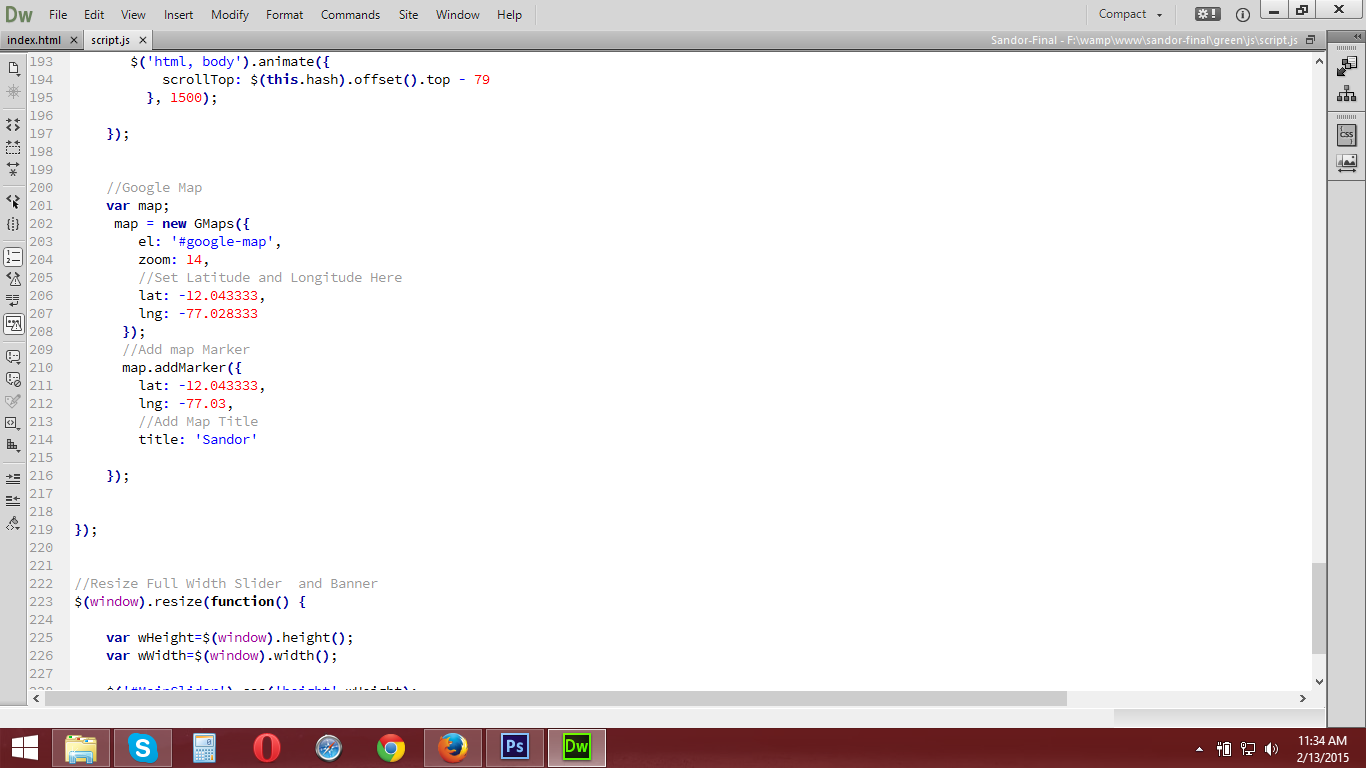 Dw File Edit View Insert Modify Format Commands Site Window Help Compact
index.html script.js Sandor-Final - F:\wamp\www\sandor-final\green\js\script.js
193 $('html, body').animate({
194 scrollTop: $(this.hash).offset().top - 79
195 }, 1500);
196
197 });
198
199
200 //Google Map
201 var map;
202 map = new GMaps({
203 el: '#google-map',
204 zoom: 14,
205 //Set Latitude and Longitude Here
206 lat: -12.043333,
207 lng: -77.028333
208 });
209 //Add map Marker
210 map.addMarker({
211 lat: -12.043333,
212 lng: -77.03,
213 //Add Map Title
214 title: 'Sandor'
215
216 });
217
218
219 });
220
221
222 //Resize Full Width Slider  and Banner
223 $(window).resize(function() {
224
225 var wHeight=$(window).height();
226 var wWidth=$(window).width();
227
Ps Dw
11:34 AM
2/13/2015